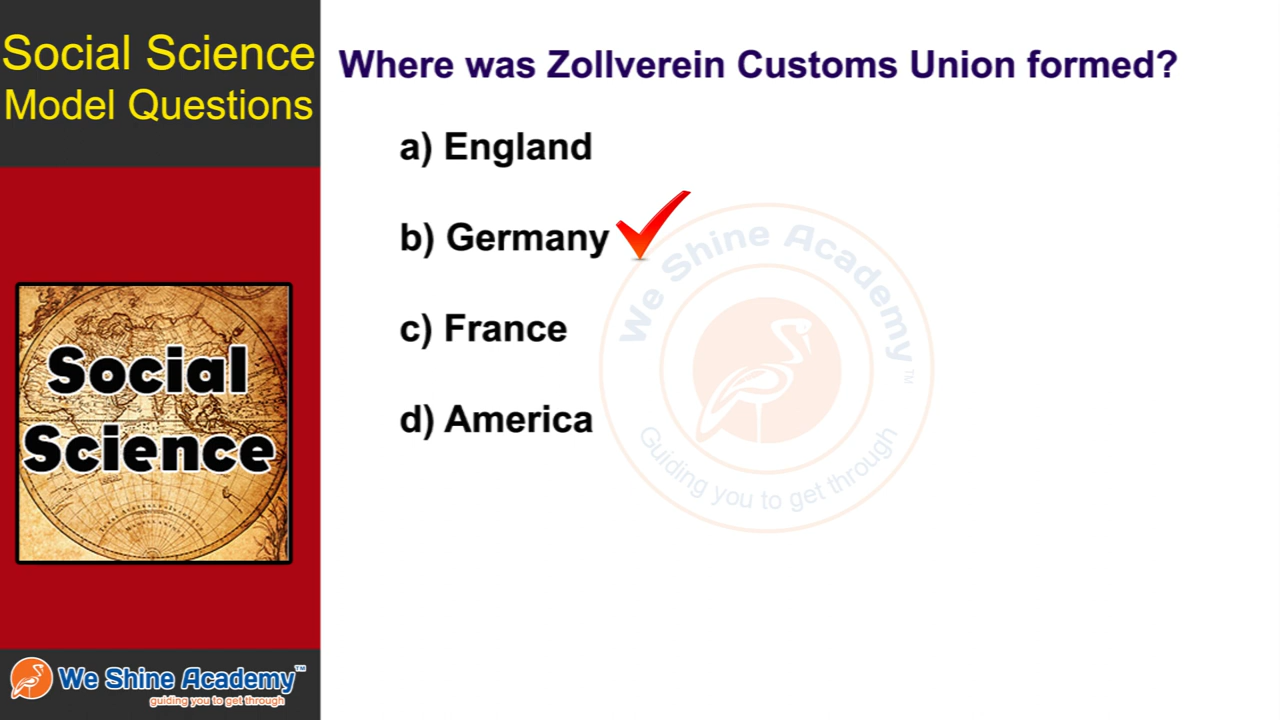 Social Science
Model Questions
Where was Zollverein Customs Union formed?
a) England
b) Germany
c) France
d) America
We Shine Academy™
Guiding you to get through
Social
Science
We Shine Academy™
guiding you to get through